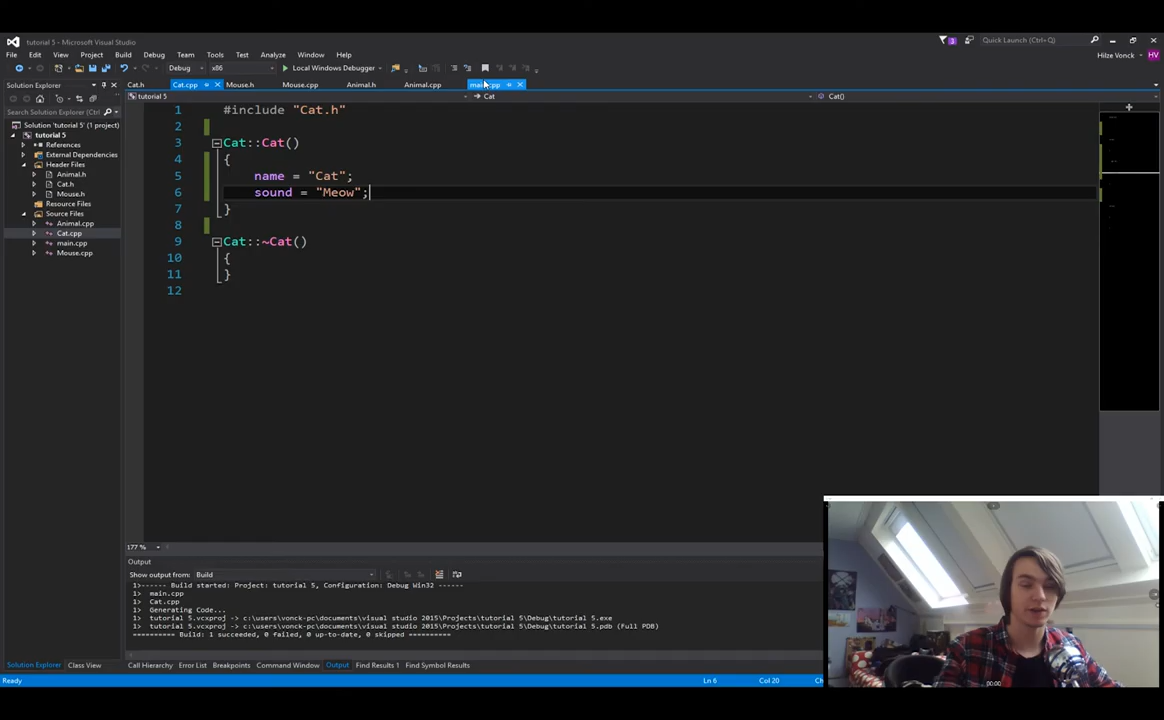 tutorial 5 - Microsoft Visual Studio
3
Quick Launch (Ctrl+Q)
File Edit View Project Build Debug Team Tools Test Analyze Window Help
Hilze Vonck HV
Debug x86 Local Windows Debugger
Solution Explorer
Cat.h Cat.cpp Mouse.h Mouse.cpp Animal.h Animal.cpp main.cpp
tutorial 5 Cat Cat()
Search Solution Explorer (Ctrl+;)
Solution 'tutorial 5' (1 project)
tutorial 5
References
External Dependencies
Header Files
Animal.h
Cat.h
Mouse.h
Resource Files
Source Files
Animal.cpp
Cat.cpp
main.cpp
Mouse.cpp
1 #include "Cat.h"
2
3 Cat::Cat()
4 {
5 name = "Cat";
6 sound = "Meow";
7 }
8
9 Cat::~Cat()
10 {
11 }
12
177 %
Output
Show output from: Build
1>------ Build started: Project: tutorial 5, Configuration: Debug Win32 ------
1> main.cpp
1> Cat.cpp
1> Generating Code...
1> tutorial 5.vcxproj -> c:\users\vonck-pc\documents\visual studio 2015\Projects\tutorial 5\Debug\tutorial 5.exe
1> tutorial 5.vcxproj -> c:\users\vonck-pc\documents\visual studio 2015\Projects\tutorial 5\Debug\tutorial 5.pdb (Full PDB)
========== Build: 1 succeeded, 0 failed, 0 up-to-date, 0 skipped ==========
Solution Explorer Class View
Call Hierarchy Error List Breakpoints Command Window Output Find Results 1 Find Symbol Results
Ready Ln 6 Col 20
00:00